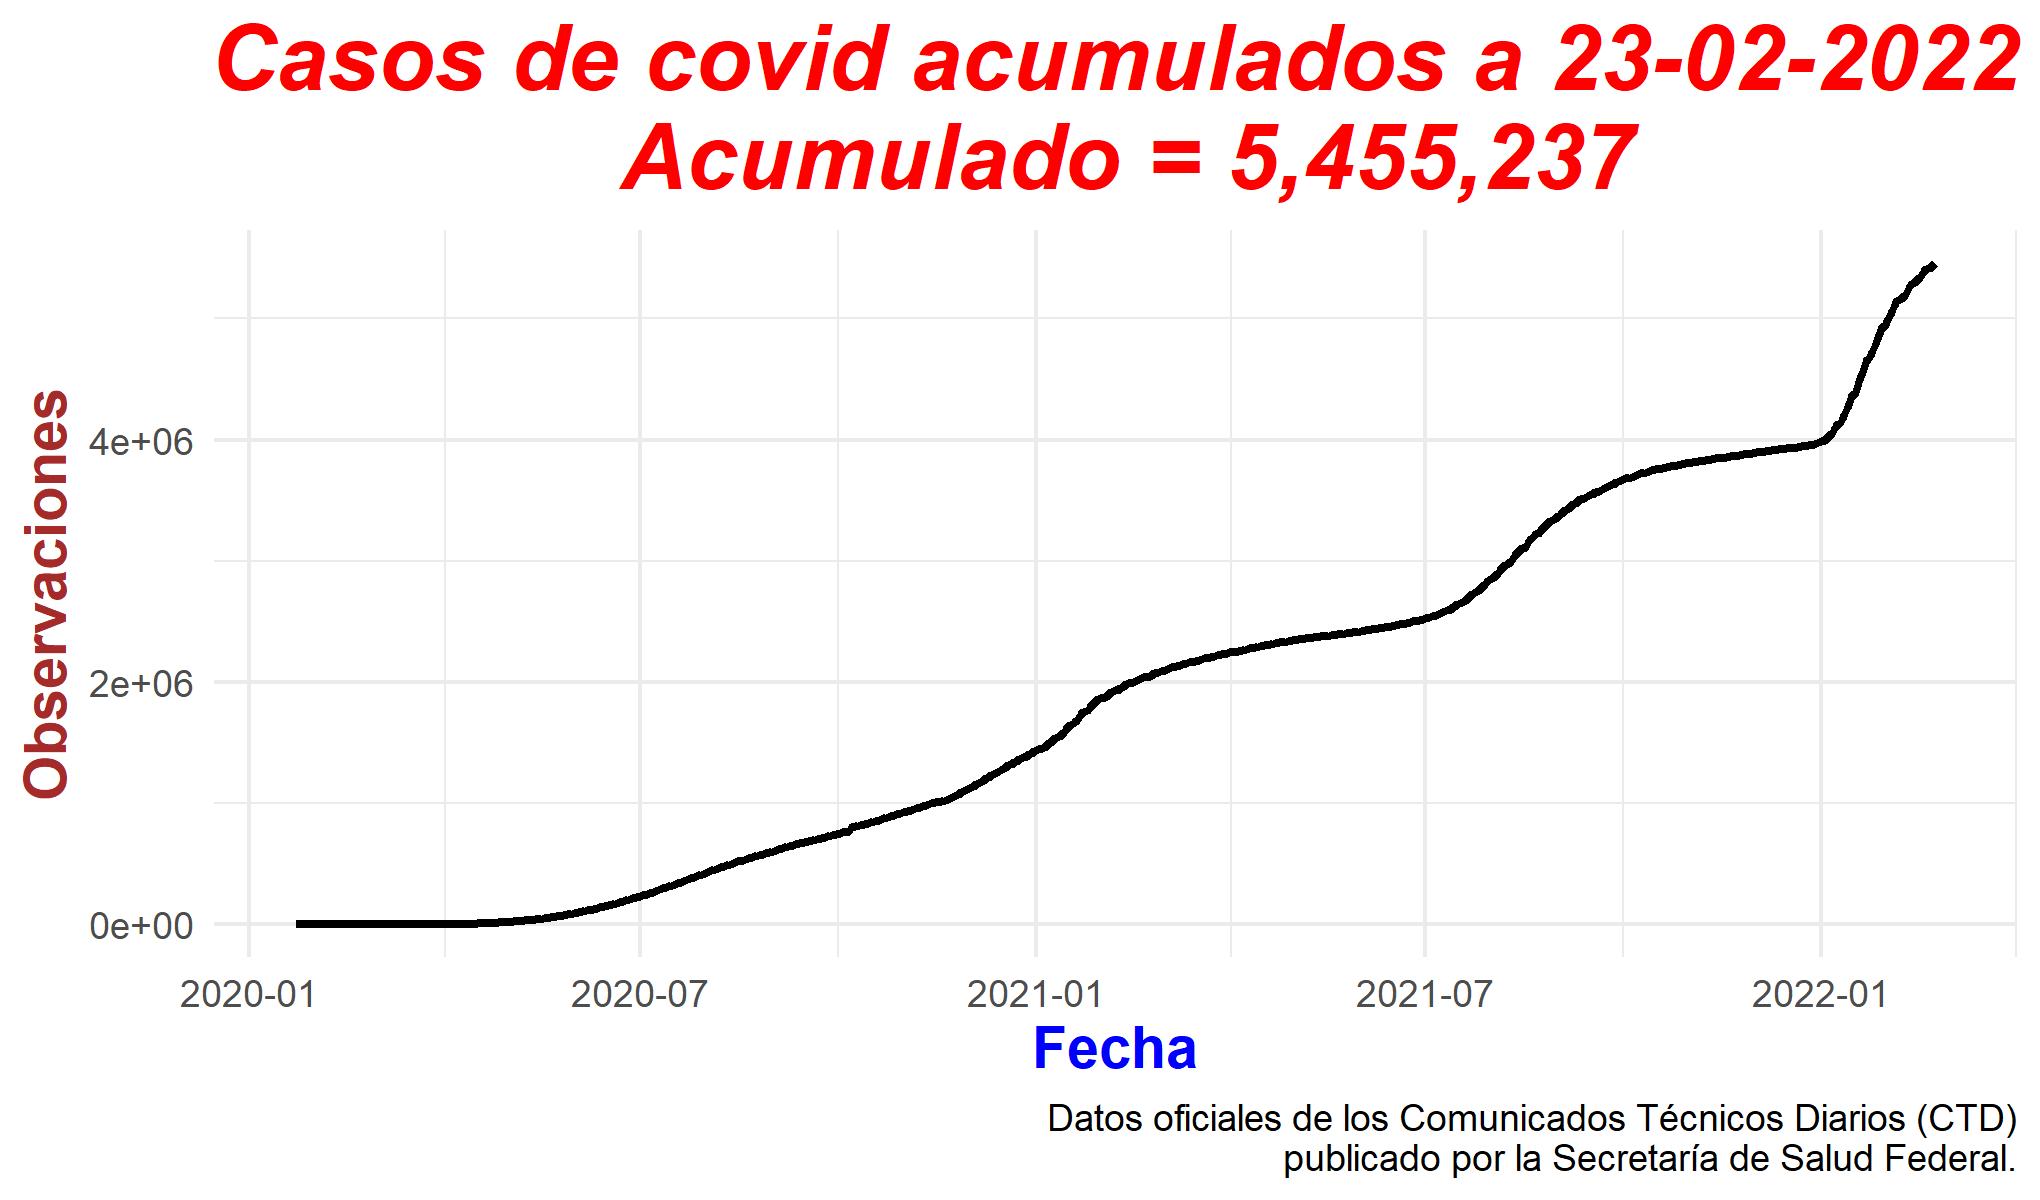 Casos de covid acumulados a 23-02-2022
Acumulado = 5,455,237
Observaciones
4e+06
2e+06
0e+00
2020-01
2020-07
2021-01
2021-07
2022-01
Fecha
Datos oficiales de los Comunicados Técnicos Diarios (CTD)
publicado por la Secretaría de Salud Federal.